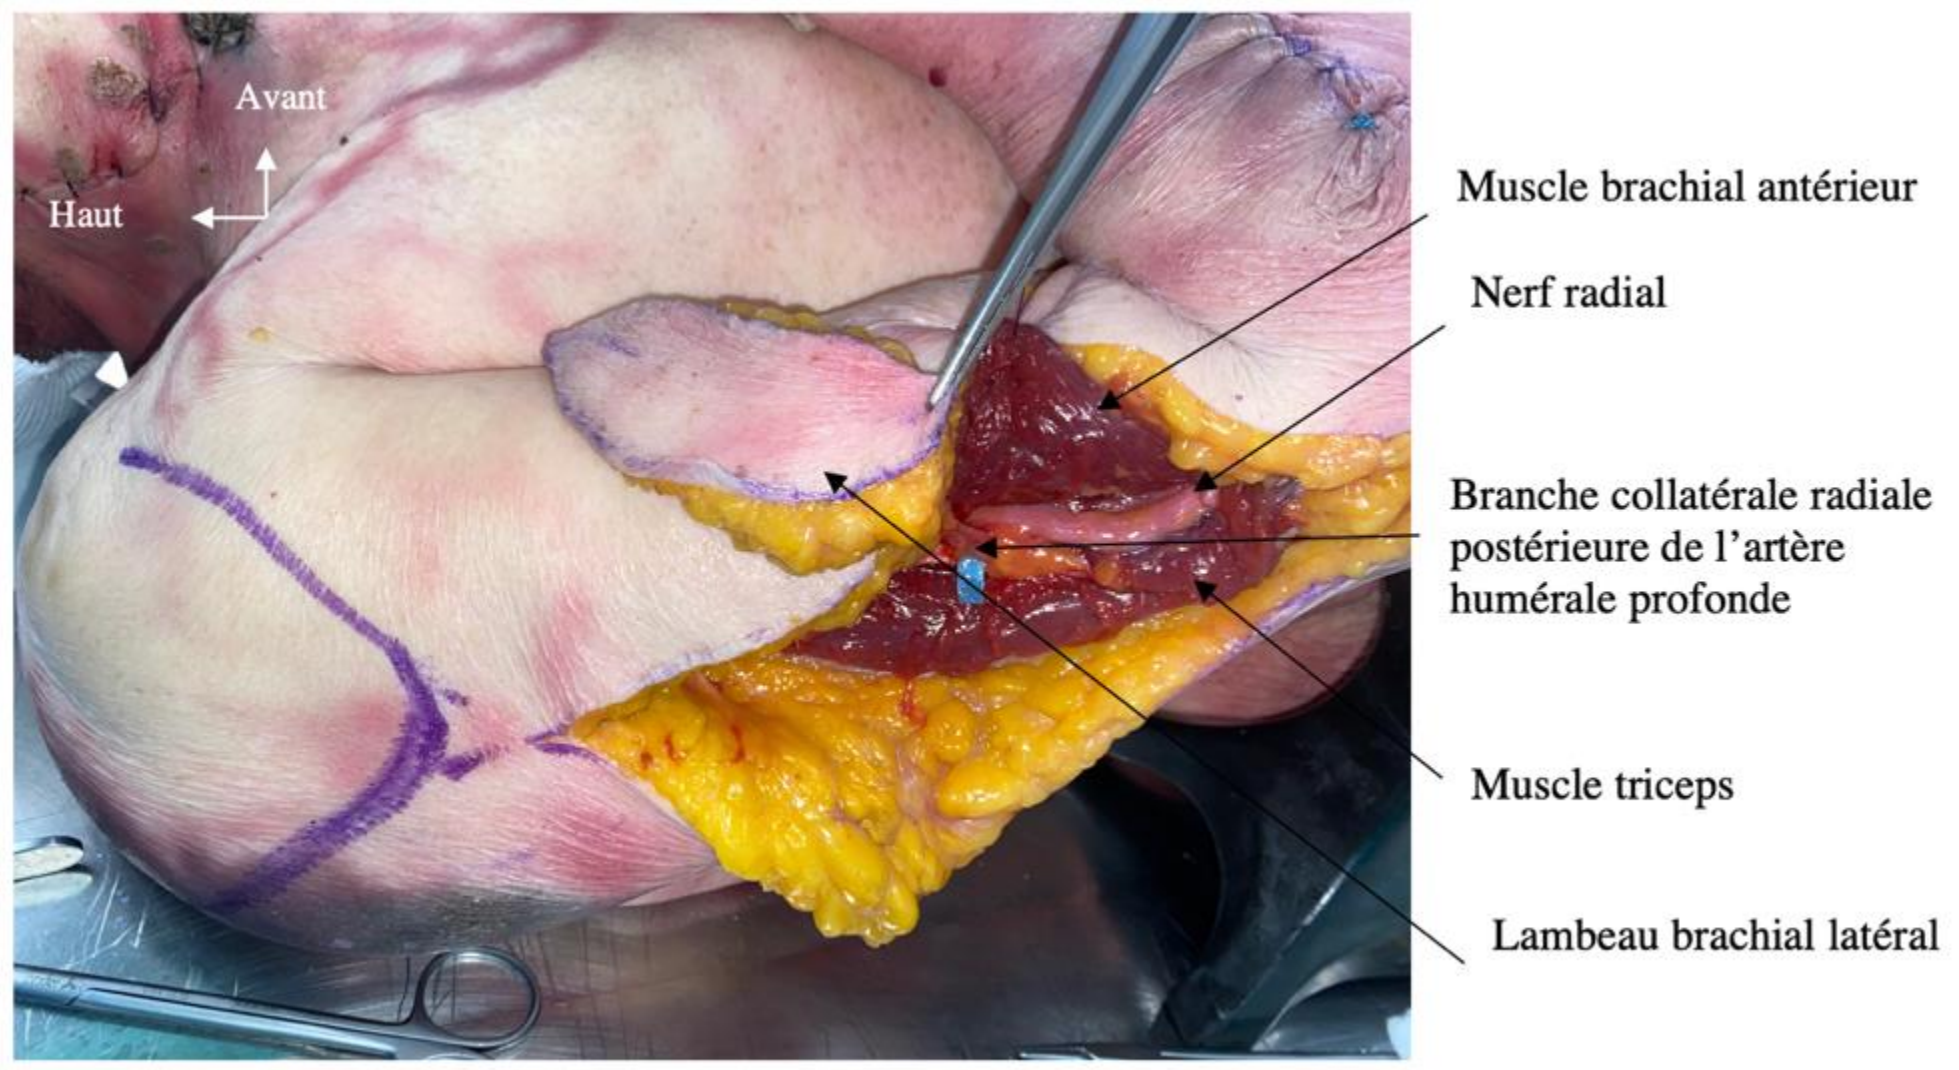 Avant
Haut
Muscle brachial antérieur
Nerf radial
Branche collatérale radiale
postérieure de l’artère
humérale profonde
Muscle triceps
Lambeau brachial latéral